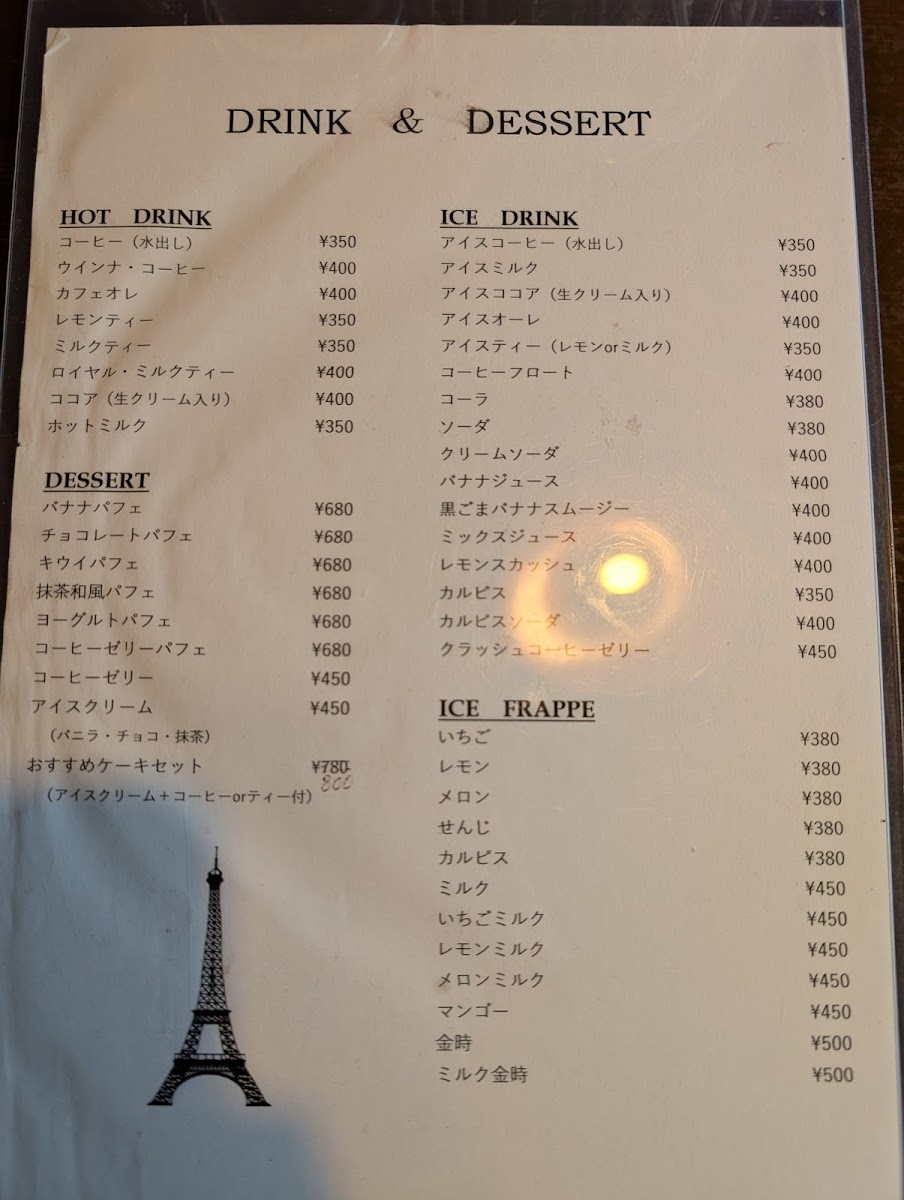 DRINK & DESSERT
HOT DRINK
コーヒー（水出し） ¥350
ウインナ・コーヒー ¥400
カフェオレ ¥400
レモンティー ¥350
ミルクティー ¥350
ロイヤル・ミルクティー ¥400
ココア（生クリーム入り） ¥400
ホットミルク ¥350
DESSERT
バナナパフェ ¥680
チョコレートパフェ ¥680
キウイパフェ ¥680
抹茶和風パフェ ¥680
ヨーグルトパフェ ¥680
コーヒーゼリーパフェ ¥680
コーヒーゼリー ¥450
アイスクリーム ¥450
（バニラ・チョコ・抹茶）
おすすめケーキセット ¥780
800
（アイスクリーム＋コーヒーorティー付）
ICE DRINK
アイスコーヒー（水出し） ¥350
アイスミルク ¥350
アイスココア（生クリーム入り） ¥400
アイスオーレ ¥400
アイスティー（レモンorミルク） ¥350
コーヒーフロート ¥400
コーラ ¥380
ソーダ ¥380
クリームソーダ ¥400
バナナジュース ¥400
黒ごまバナナスムージー ¥400
ミックスジュース ¥400
レモンスカッシュ ¥400
カルピス ¥350
カルピスソーダ ¥400
クラッシュコーヒーゼリー ¥450
ICE FRAPPE
いちご ¥380
レモン ¥380
メロン ¥380
せんじ ¥380
カルピス ¥380
ミルク ¥450
いちごミルク ¥450
レモンミルク ¥450
メロンミルク ¥450
マンゴー ¥450
金時 ¥500
ミルク金時 ¥500